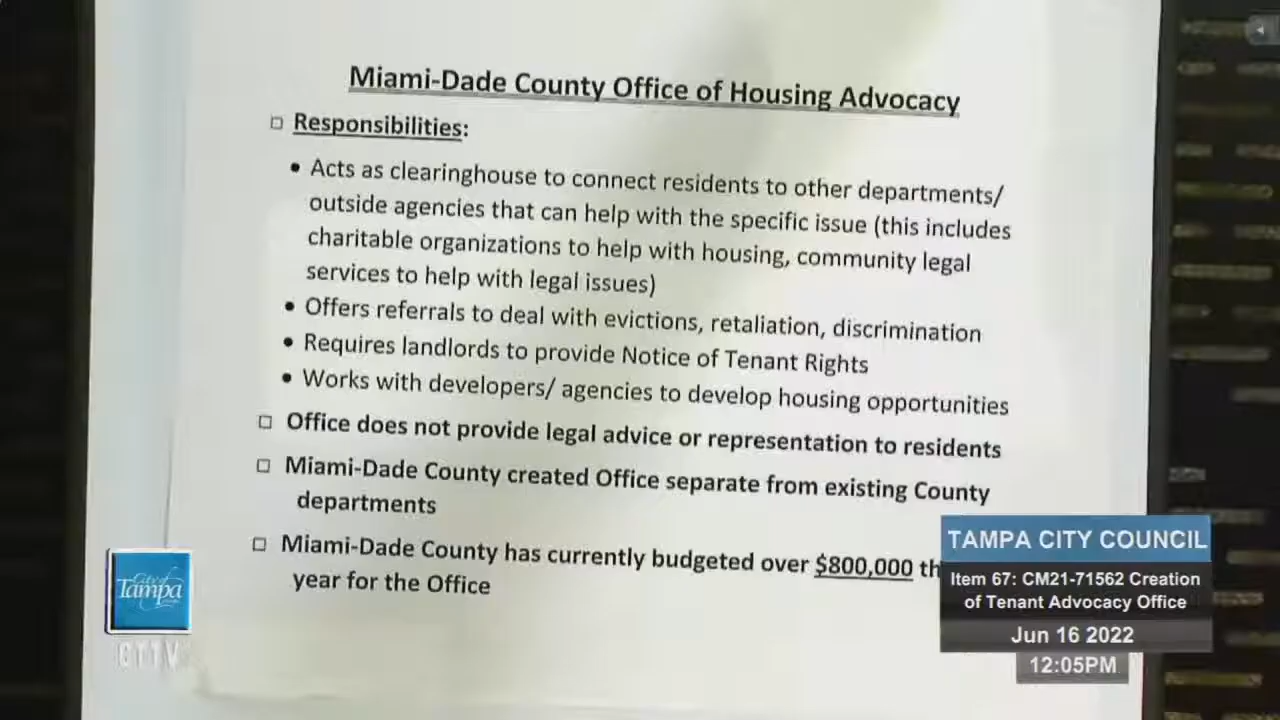 Miami-Dade County Office of Housing Advocacy
Responsibilities:
Acts as clearinghouse to connect residents to other departments/
outside agencies that can help with the specific issue (this includes
charitable organizations to help with housing, community legal
services to help with legal issues)
Offers referrals to deal with evictions, retaliation, discrimination
Requires landlords to provide Notice of Tenant Rights
Works with developers/ agencies to develop housing opportunities
Office does not provide legal advice or representation to residents
Miami-Dade County created Office separate from existing County
departments
Miami-Dade County has currently budgeted over $800,000
year for the Office
TAMPA CITY COUNCIL
Item 67: CM21-71562 Creation
of Tenant Advocacy Office
Jun 16 2022
12:05PM
City of
Tampa
CTTV